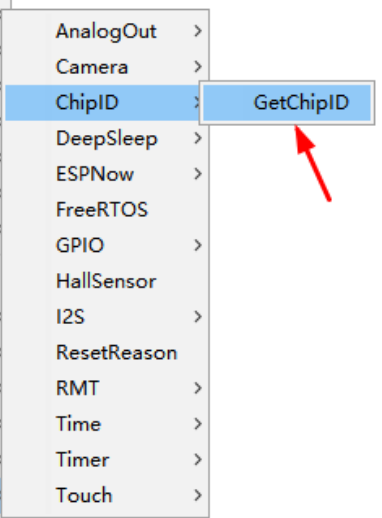 AnalogOut
Camera
ChipID
GetChipID
DeepSleep
ESPNow
FreeRTOS
GPIO
HallSensor
I2S
ResetReason
RMT
Time
Timer
Touch